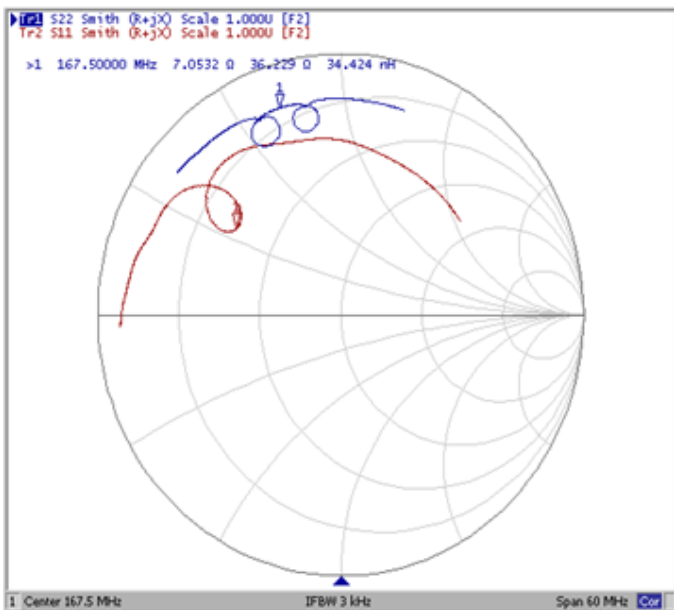 Tr1 S22 Smith (R+jX) Scale 1.000U [F2]
Tr2 S11 Smith (R+jX) Scale 1.000U [F2]
>1 167.50000 MHz 7.0532 Ω 36.229 Ω 34.424 nH
1
1 Center 167.5 MHz IFBW 3 kHz Span 60 MHz Cor